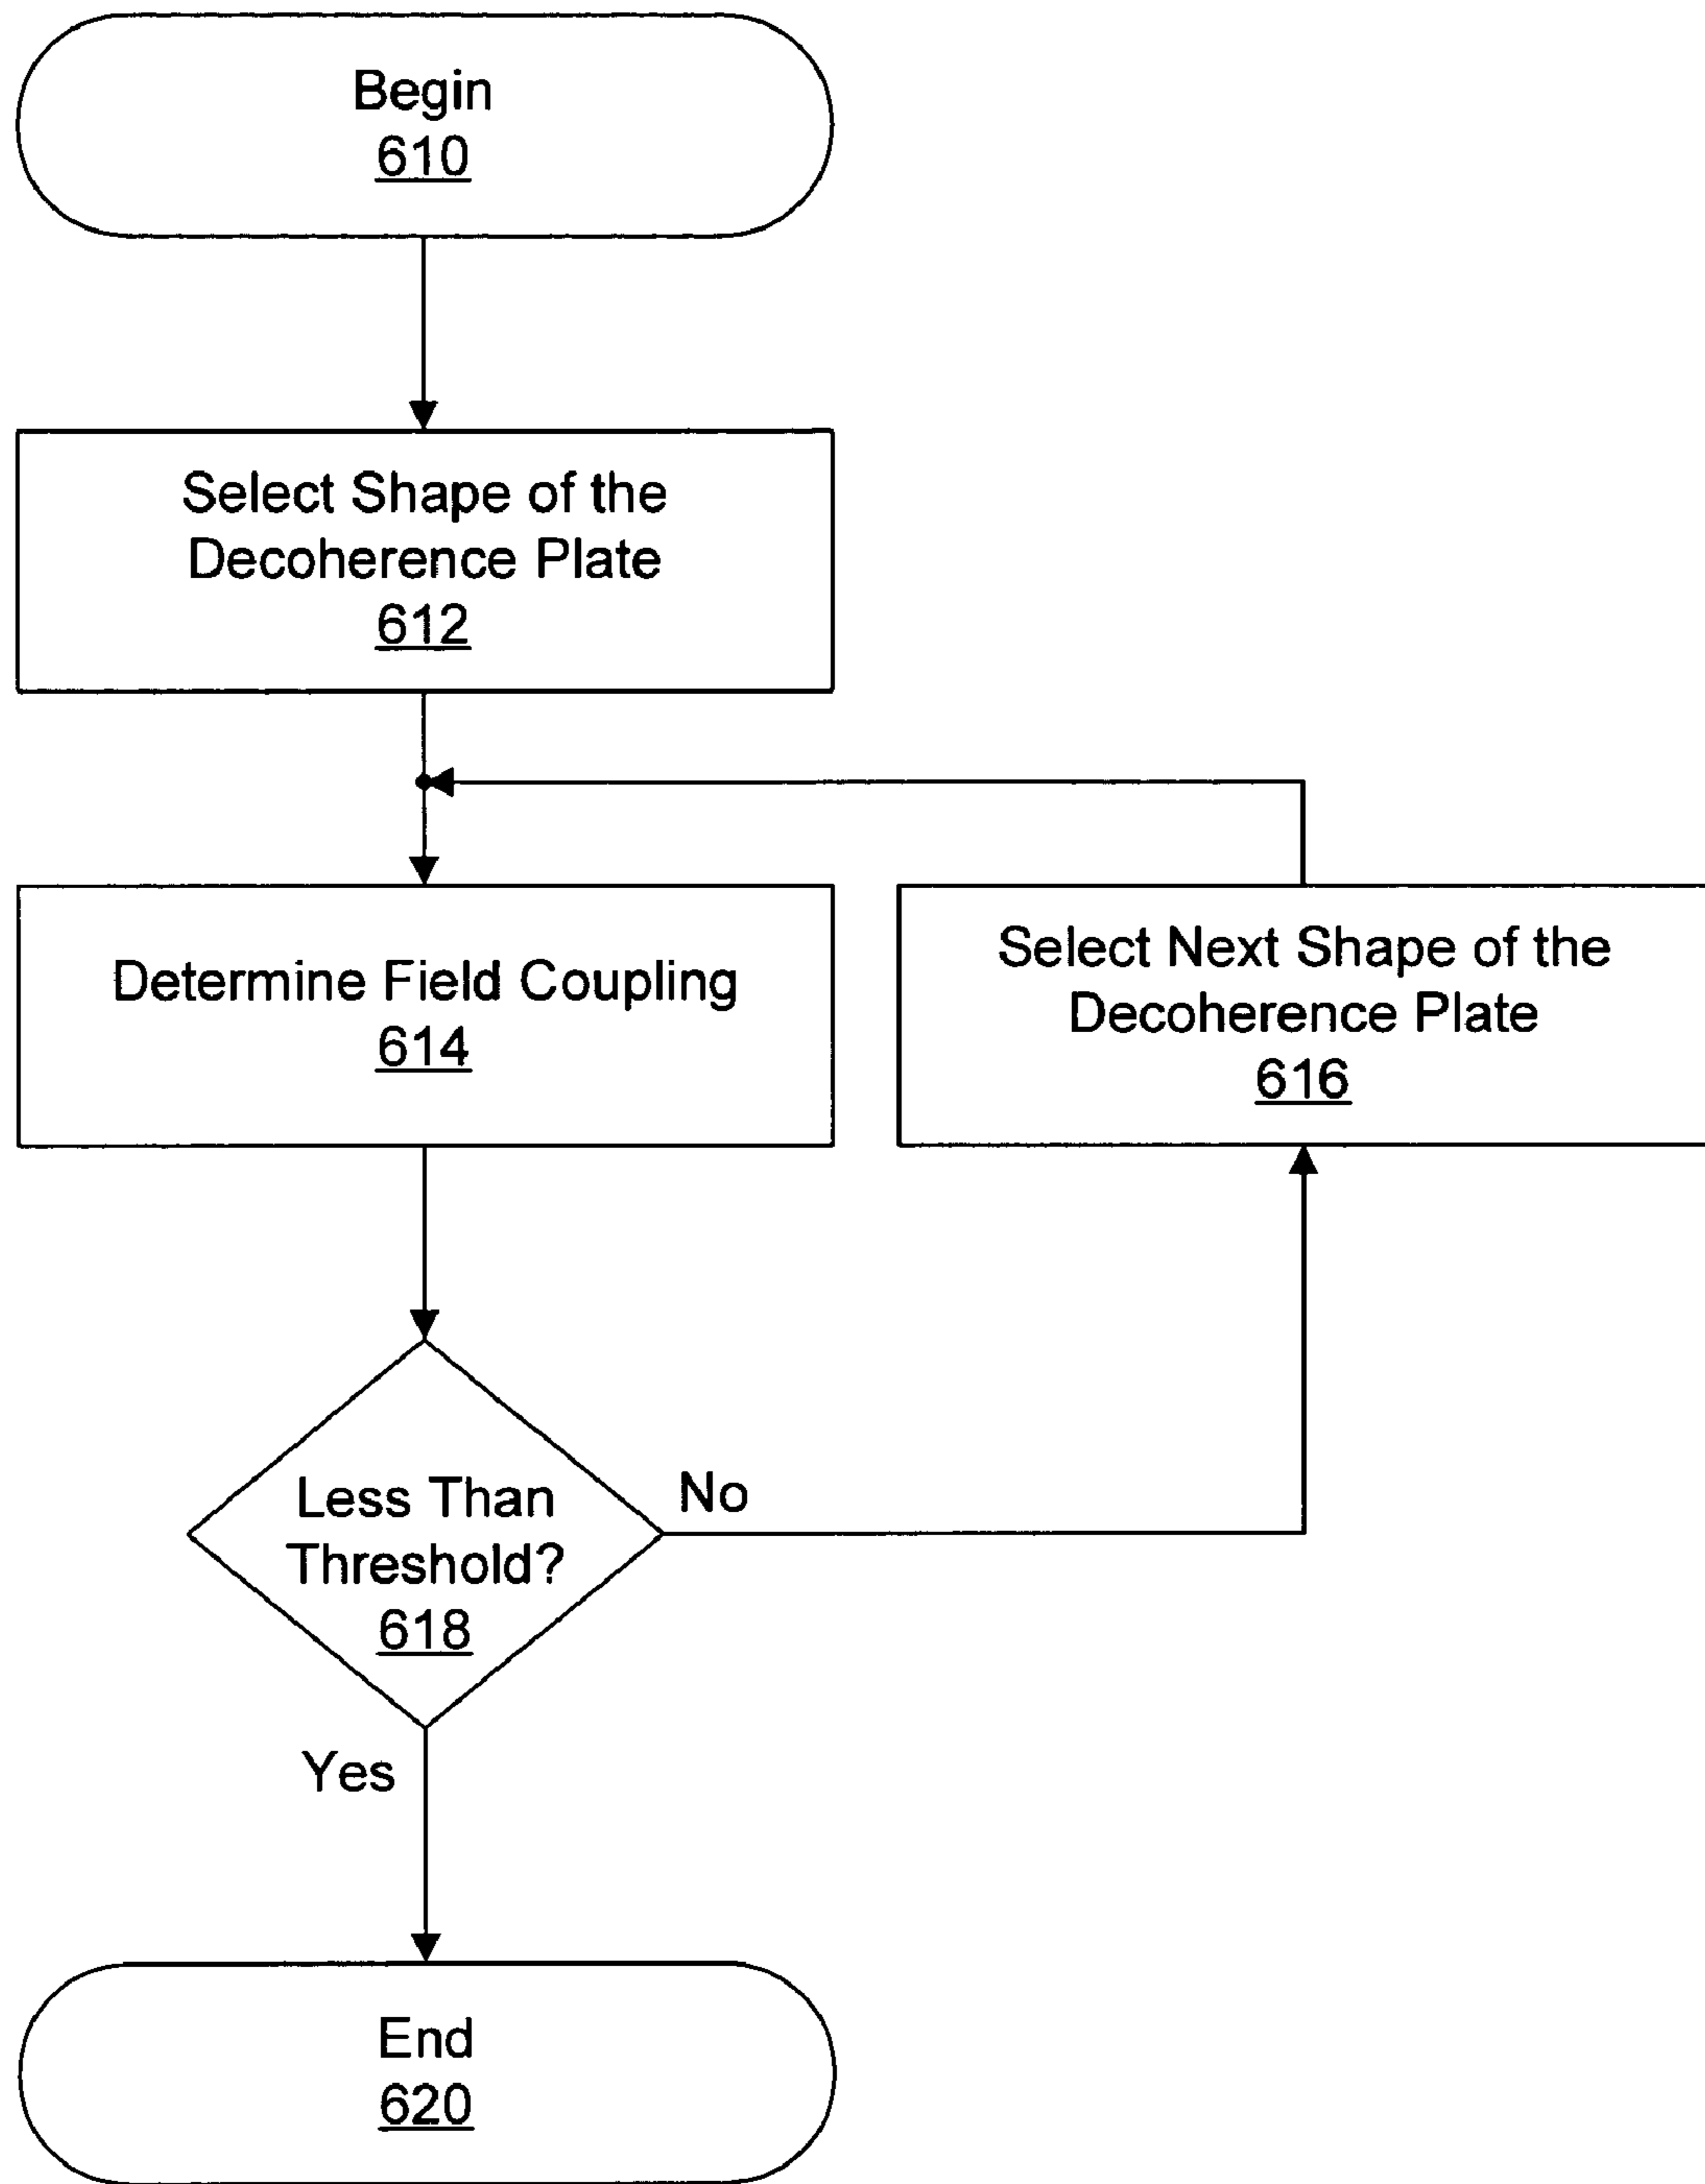 Begin
610
Select Shape of the
Decoherence Plate
612
Determine Field Coupling
614
Select Next Shape of the
Decoherence Plate
616
Less Than
Threshold?
618
No
Yes
End
620